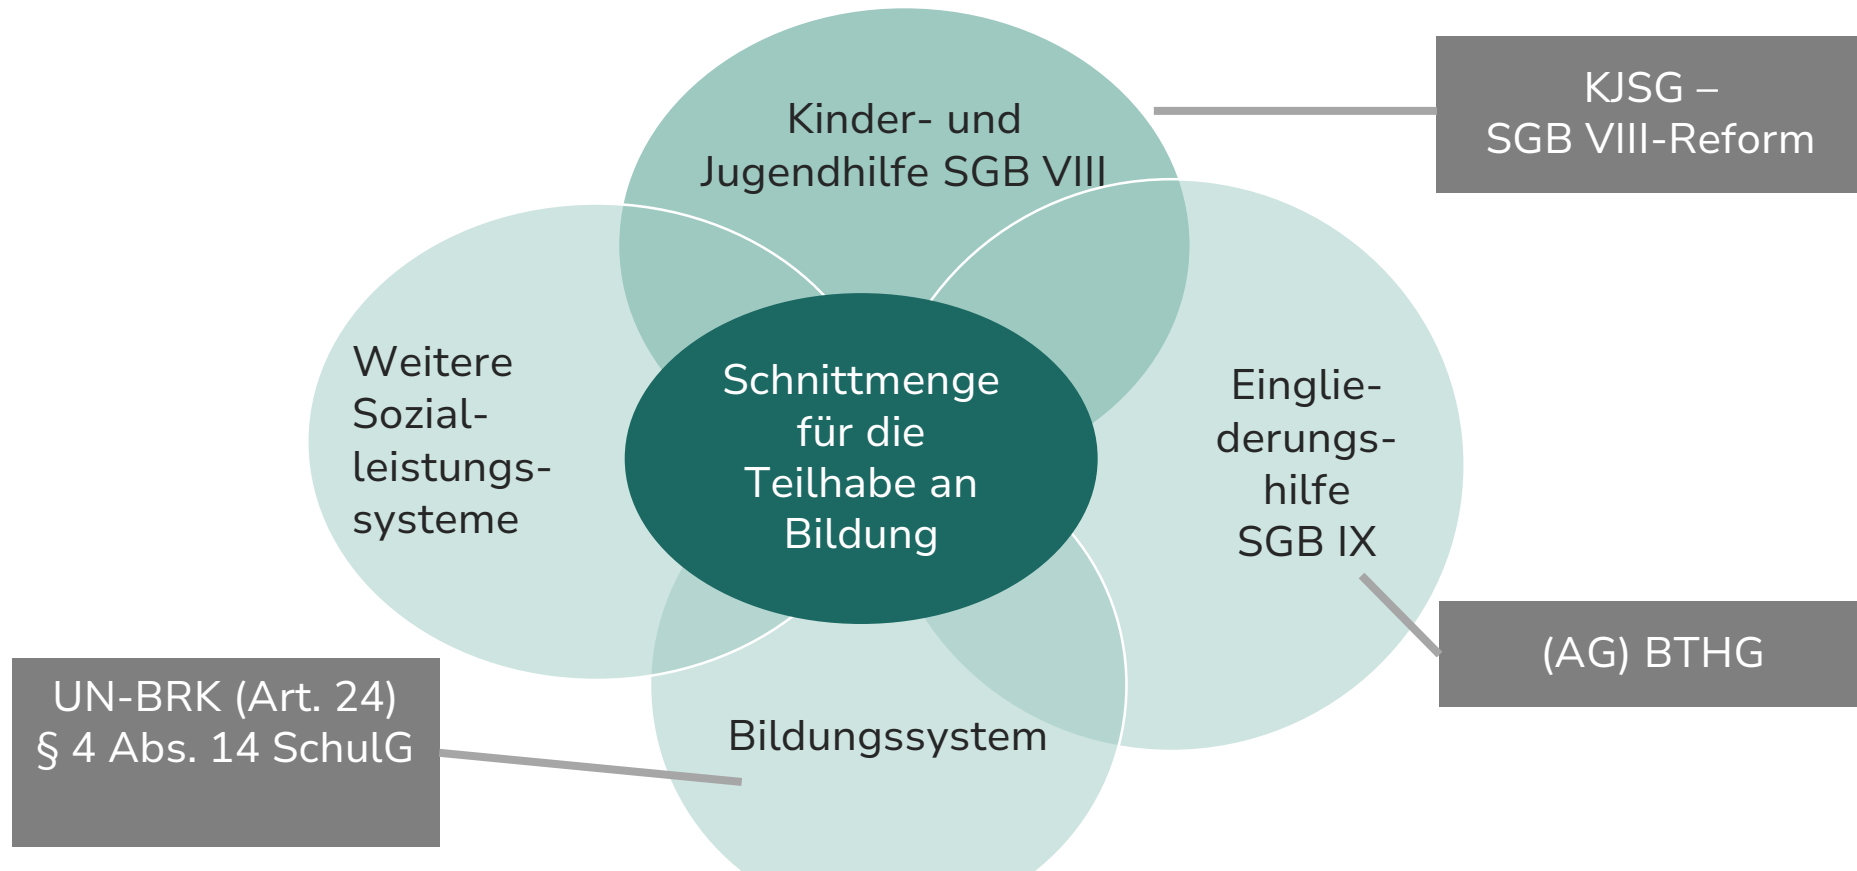 Kinder- und
Jugendhilfe SGB VIII
KJSG –
SGB VIII-Reform
Weitere
Sozial-
leistungs-
systeme
Schnittmenge
für die
Teilhabe an
Bildung
Einglie-
derungs-
hilfe
SGB IX
(AG) BTHG
UN-BRK (Art. 24)
§ 4 Abs. 14 SchulG
Bildungssystem